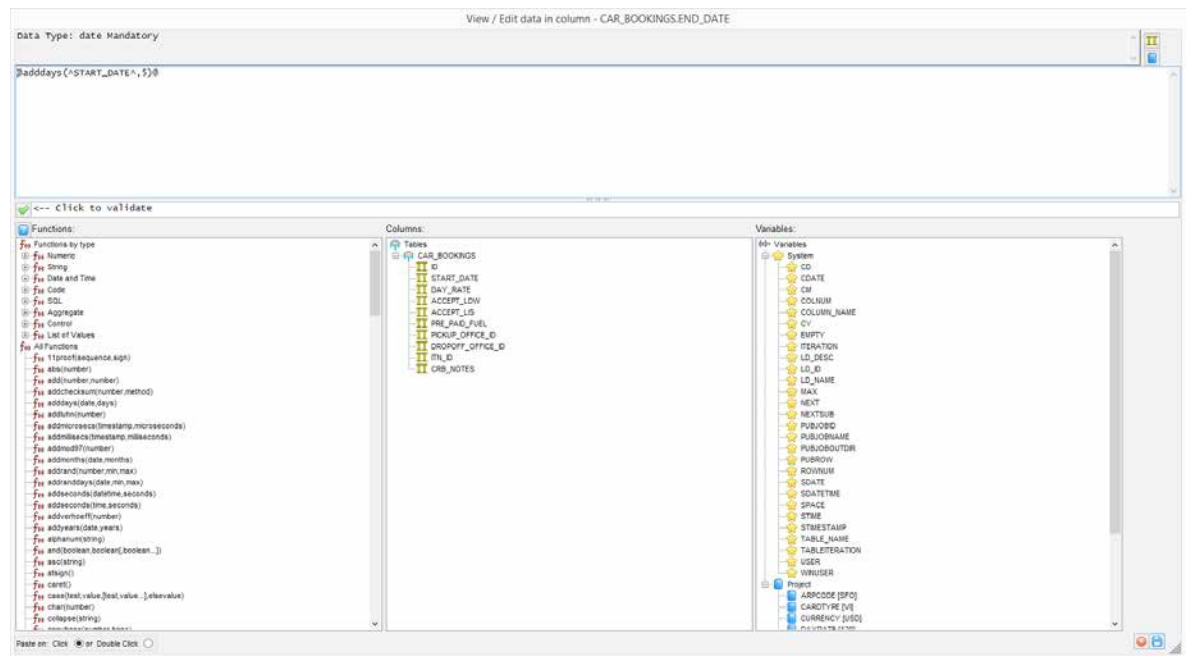 View / Edit data in column - CAR_BOOKINGS.END_DATE
Data Type: date Mandatory
@adddays(^START_DATE^,5)@
<-- Click to validate
Functions:
Functions by type
Numeric
String
Date and Time
Code
SQL
Aggregate
Control
List of Values
All Functions
11proof(sequence,sign)
abs(number)
add(number,number)
addchecksum(number,method)
adddays(date,days)
addluhn(number)
addmicrosecs(timestamp,microseconds)
addmillisecs(timestamp,milliseconds)
addmod97(number)
addmonths(date,months)
addrand(number,min,max)
addranddays(date,min,max)
addseconds(datetime,seconds)
addseconds(time,seconds)
addverhoeff(number)
addyears(date,years)
alphanum(string)
and(boolean,boolean[,boolean...])
asc(string)
atsign()
caret()
case(test,value,[test,value...],elsevalue)
char(number)
collapse(string)
Columns:
Tables
CAR_BOOKINGS
ID
START_DATE
DAY_RATE
ACCEPT_LDW
ACCEPT_LIS
PRE_PAID_FUEL
PICKUP_OFFICE_ID
DROPOFF_OFFICE_ID
ITN_ID
CRB_NOTES
Variables:
Variables
System
CD
CDATE
CM
COLNUM
COLUMN_NAME
CY
EMPTY
ITERATION
LD_DESC
LD_ID
LD_NAME
MAX
NEXT
NEXTSUB
PUBJOBID
PUBJOBNAME
PUBJOBOUTDIR
PUBROW
ROWNUM
SDATE
SDATETIME
SPACE
STIME
STIMESTAMP
TABLE_NAME
TABLEITERATION
USER
WINUSER
Project
ARPCODE [SFO]
CARDTYPE [VI]
CURRENCY [USD]
Paste on: Click or Double Click